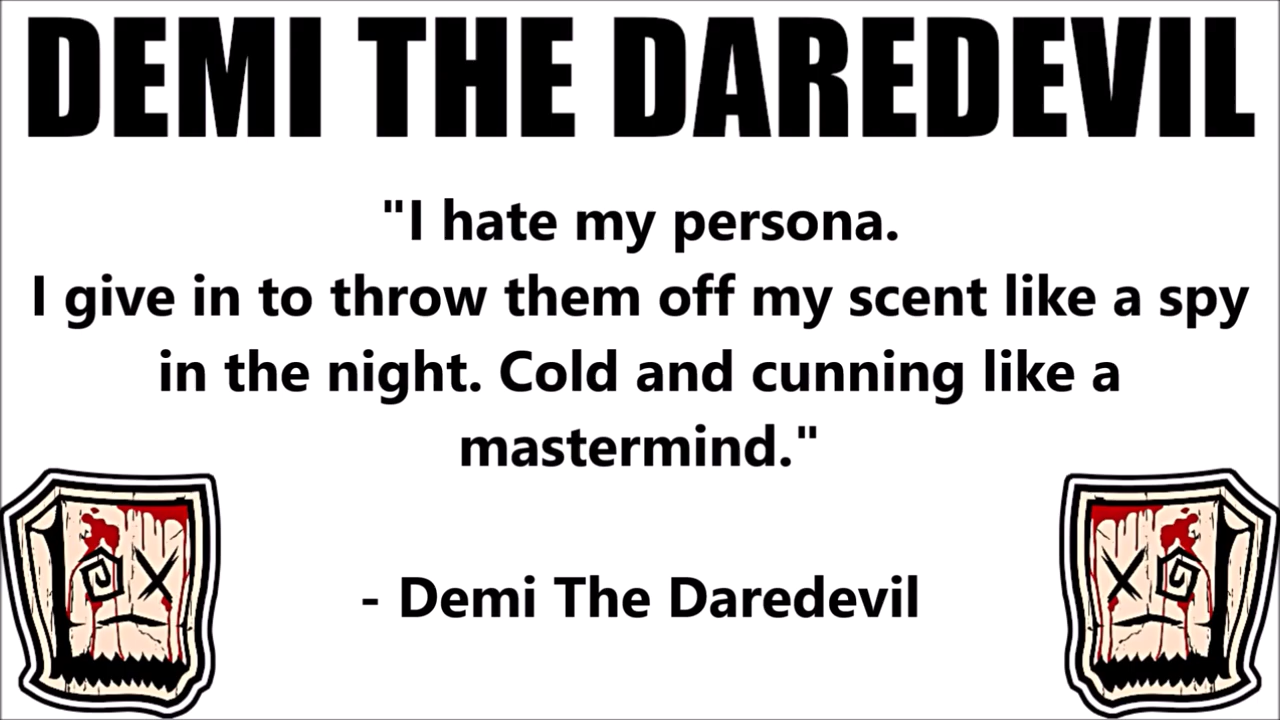 DEMI THE DAREDEVIL
"I hate my persona.
I give in to throw them off my scent like a spy
in the night. Cold and cunning like a
mastermind."
- Demi The Daredevil